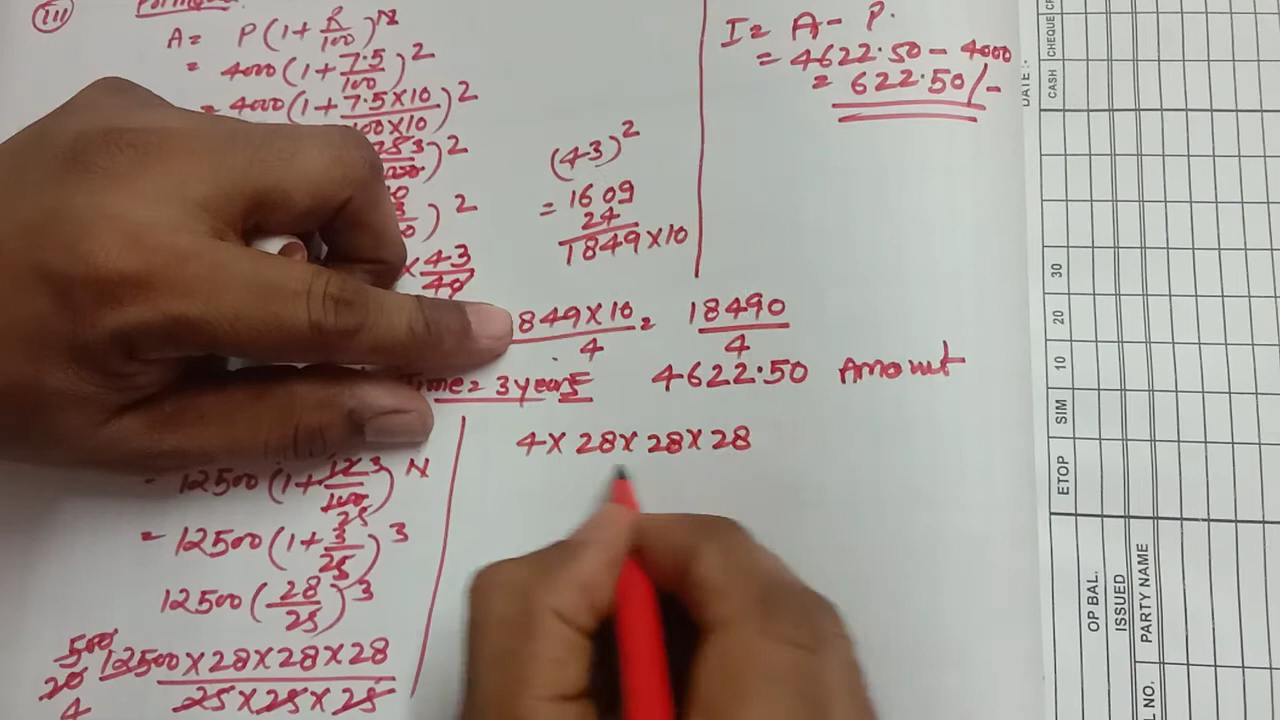 (iii)
A = P(1+R/100)^N
= 4000(1+7.5/100)^2
= 4000(1+7.5×10/100×10)^2
)^2
)^2
×43/40
(43)^2
= 1609
24
1849×10
I = A - P.
= 4622.50 - 4000
= 622.50/-
849×10/4 = 18490/4
4622.50 Amount
Time = 3 years
- 12500(1+12/100)^N
3
25
= 12500(1+3/25)^3
12500(28/25)^3
500
20
4
12500×28×28×28/25×25×25
4×28×28×28
DATE:-
CASH
CHEQUE
ETOP
SIM
10
20
30
OP BAL.
ISSUED
PARTY NAME
L NO.